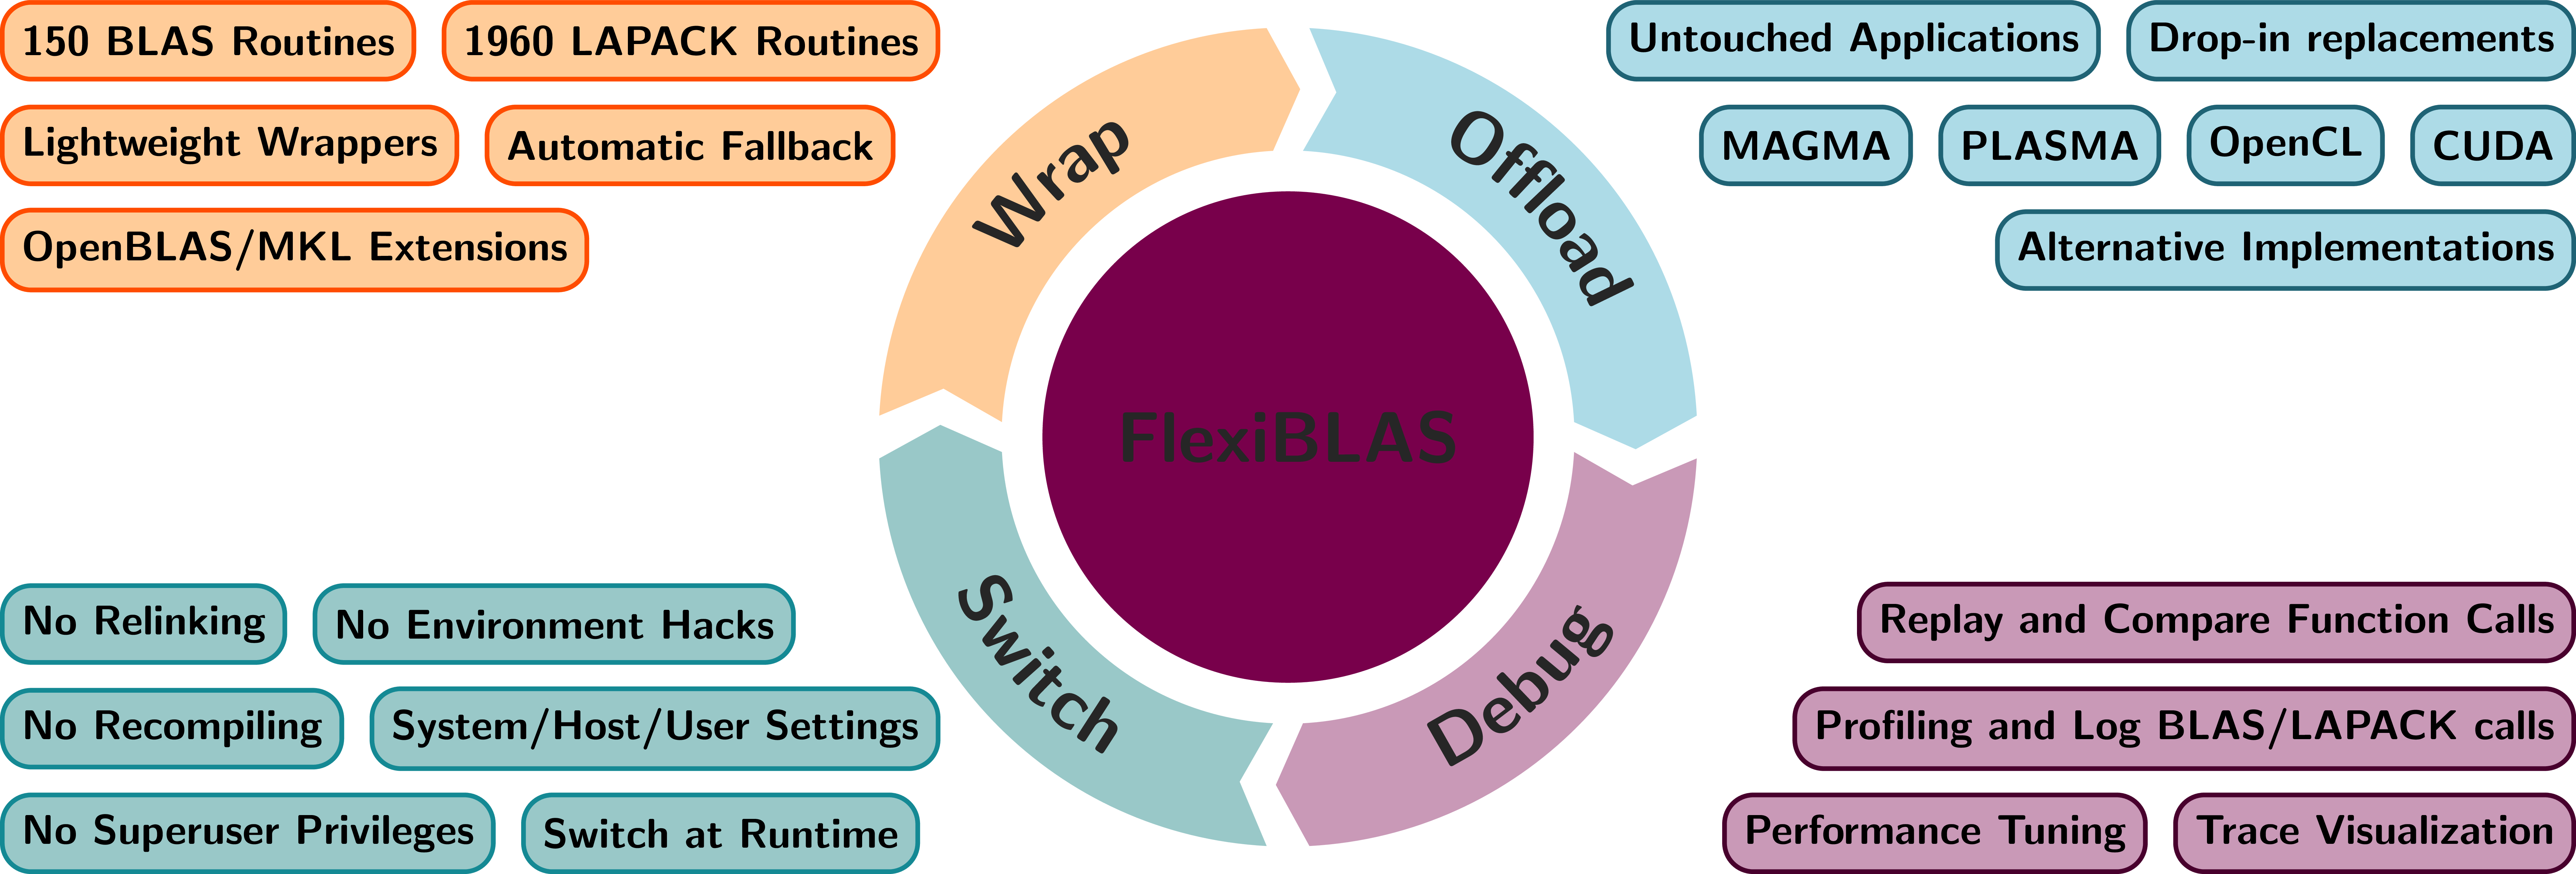 150 BLAS Routines
1960 LAPACK Routines
Lightweight Wrappers
Automatic Fallback
OpenBLAS/MKL Extensions
Untouched Applications
Drop-in replacements
MAGMA
PLASMA
OpenCL
CUDA
Alternative Implementations
Wrap
Offload
FlexiBLAS
Switch
Debug
No Relinking
No Environment Hacks
No Recompiling
System/Host/User Settings
No Superuser Privileges
Switch at Runtime
Replay and Compare Function Calls
Profiling and Log BLAS/LAPACK calls
Performance Tuning
Trace Visualization